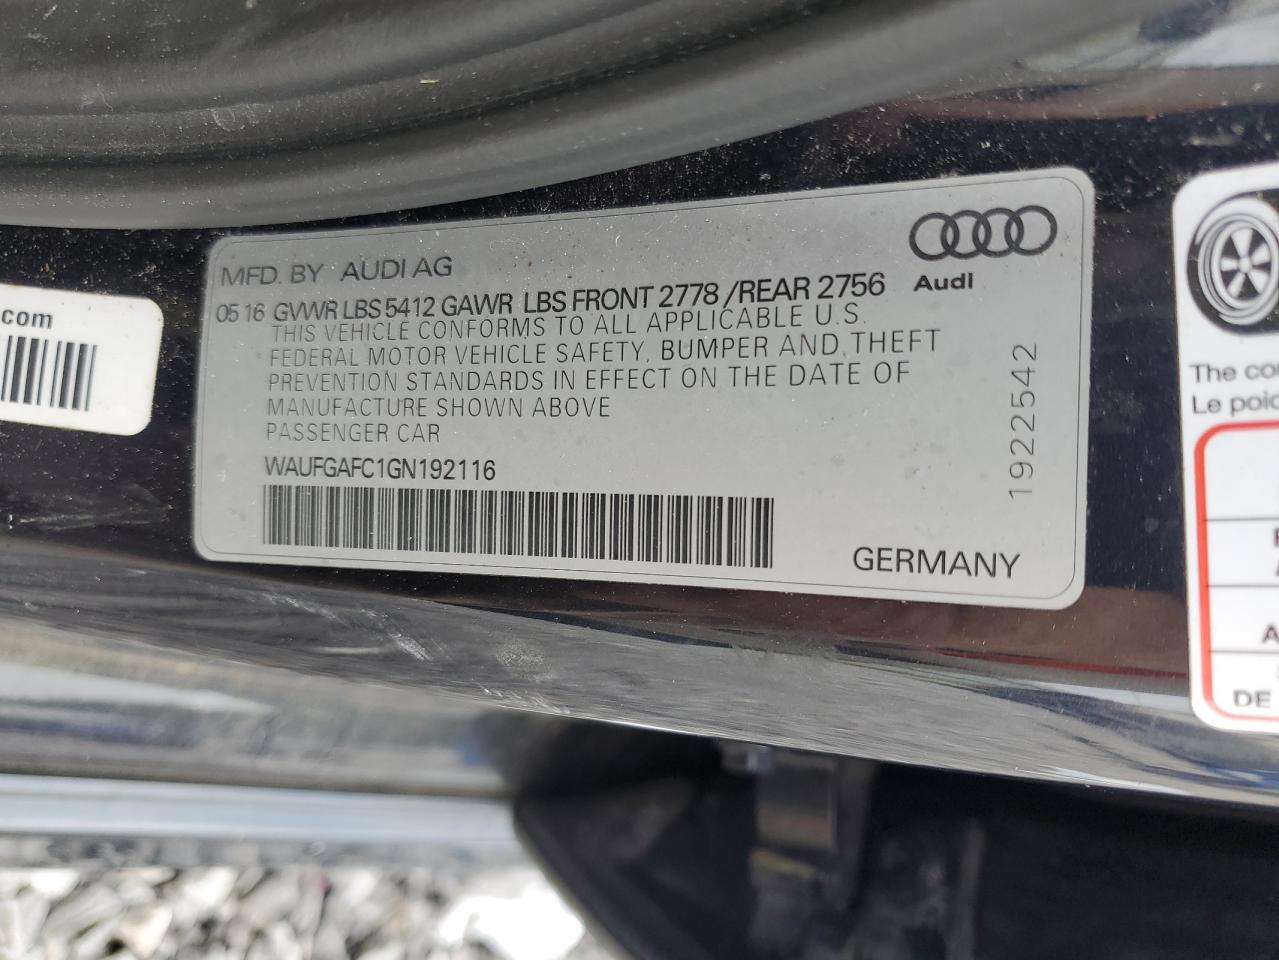 MFD. BY AUDI AG
05 16 GVWR LBS 5412 GAWR LBS FRONT 2778 /REAR 2756
THIS VEHICLE CONFORMS TO ALL APPLICABLE U.S.
FEDERAL MOTOR VEHICLE SAFETY, BUMPER AND THEFT
PREVENTION STANDARDS IN EFFECT ON THE DATE OF
MANUFACTURE SHOWN ABOVE
PASSENGER CAR
WAUFGAFC1GN192116
GERMANY
Audi
1922542
.com
The co
Le poid
DE